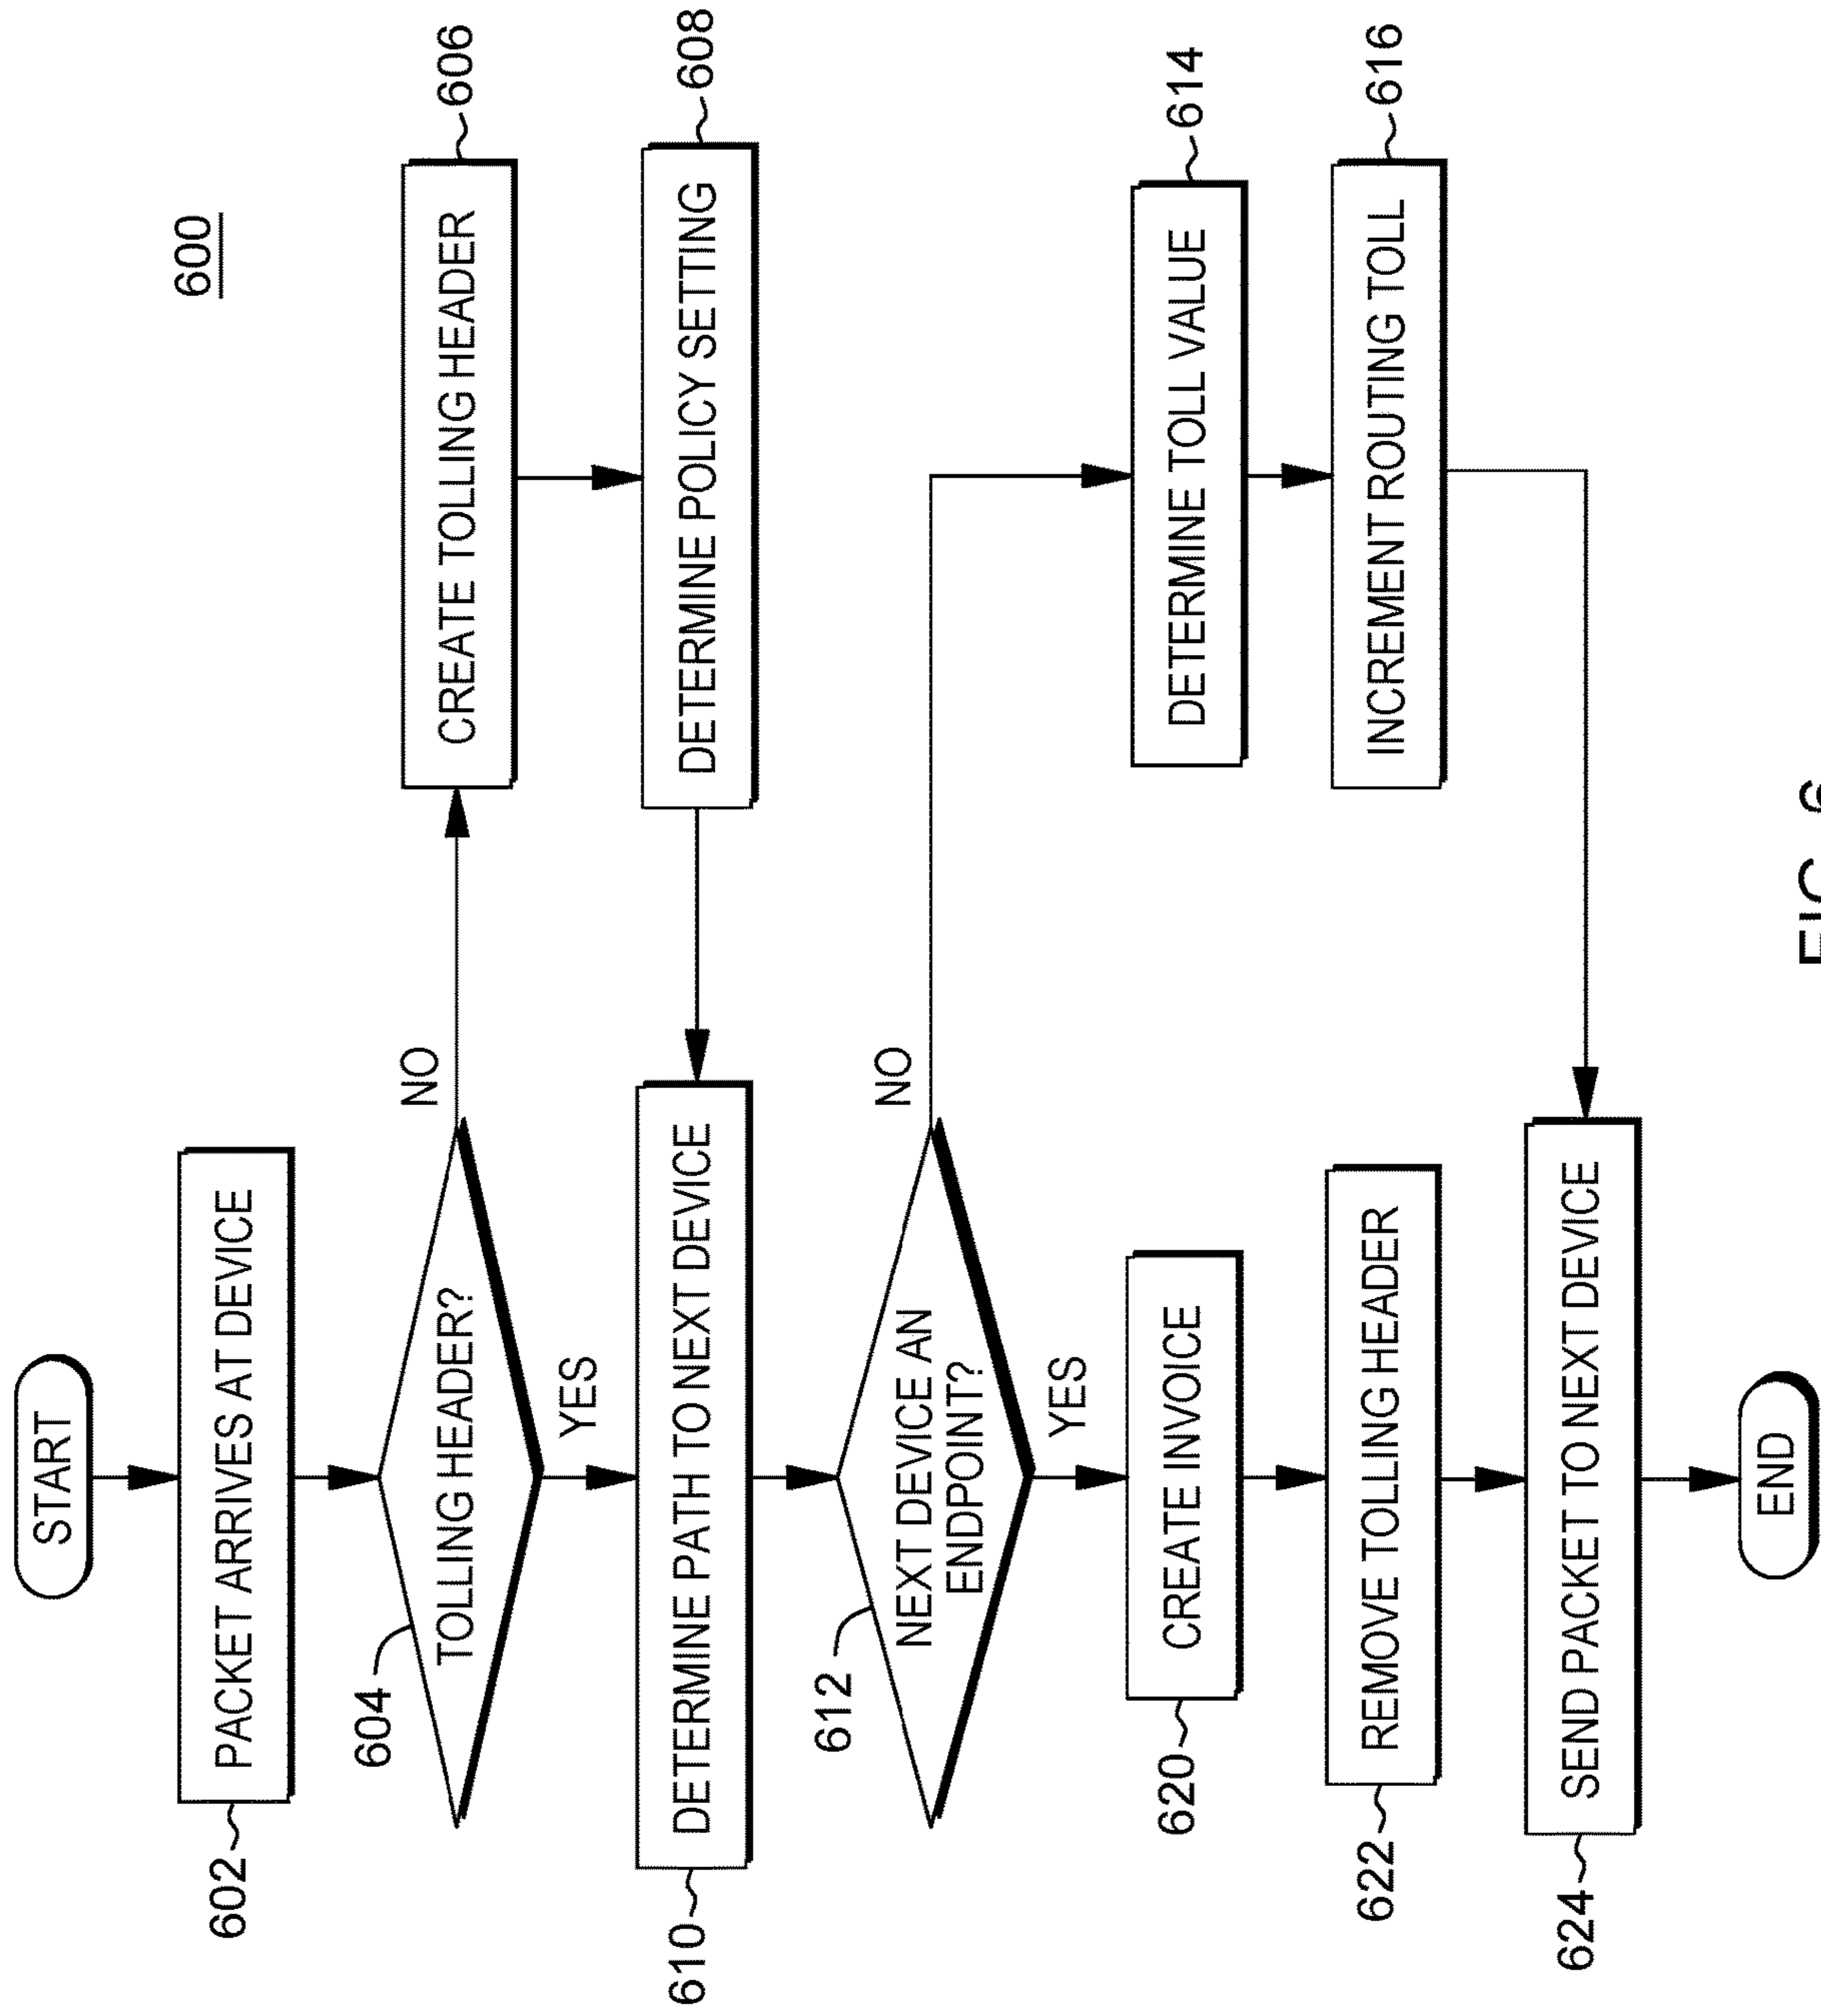 600
START
602
PACKET ARRIVES AT DEVICE
604
TOLLING HEADER?
NO
CREATE TOLLING HEADER
606
YES
DETERMINE POLICY SETTING
608
610
DETERMINE PATH TO NEXT DEVICE
612
NEXT DEVICE AN
ENDPOINT?
NO
YES
DETERMINE TOLL VALUE
614
620
CREATE INVOICE
INCREMENT ROUTING TOLL
616
622
REMOVE TOLLING HEADER
624
SEND PACKET TO NEXT DEVICE
END
FIG. 6